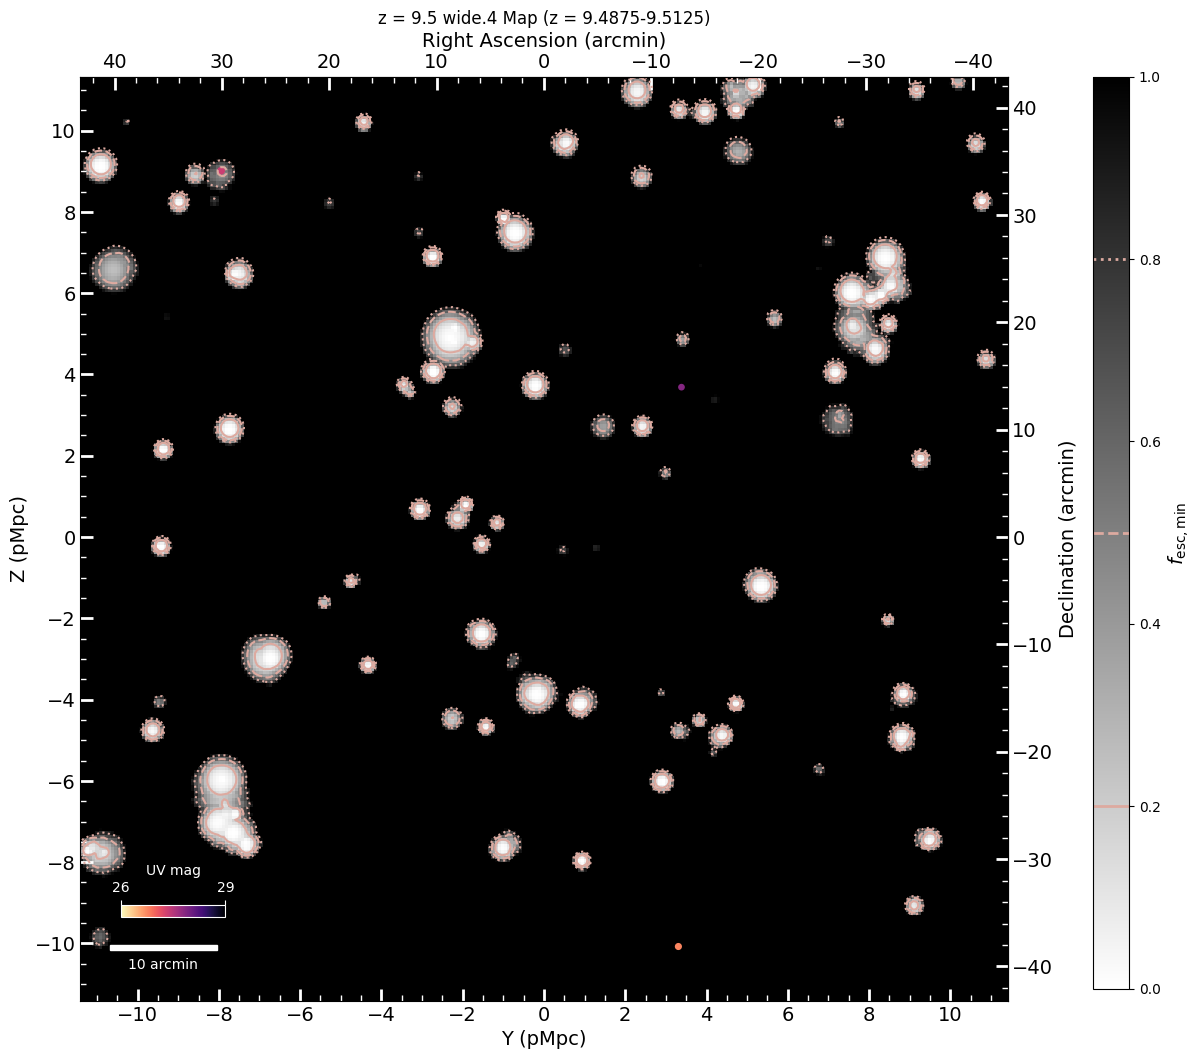 z = 9.5 wide.4 Map (z = 9.4875-9.5125)
Right Ascension (arcmin)
40 30 20 10 0 −10 −20 −30 −40
10
8
6
4
2
0
−2
−4
−6
−8
−10
Z (pMpc)
40
30
20
10
0
−10
−20
−30
−40
Declination (arcmin)
1.0
0.8
0.6
0.4
0.2
0.0
fesc,min
UV mag
26 29
10 arcmin
−10 −8 −6 −4 −2 0 2 4 6 8 10
Y (pMpc)